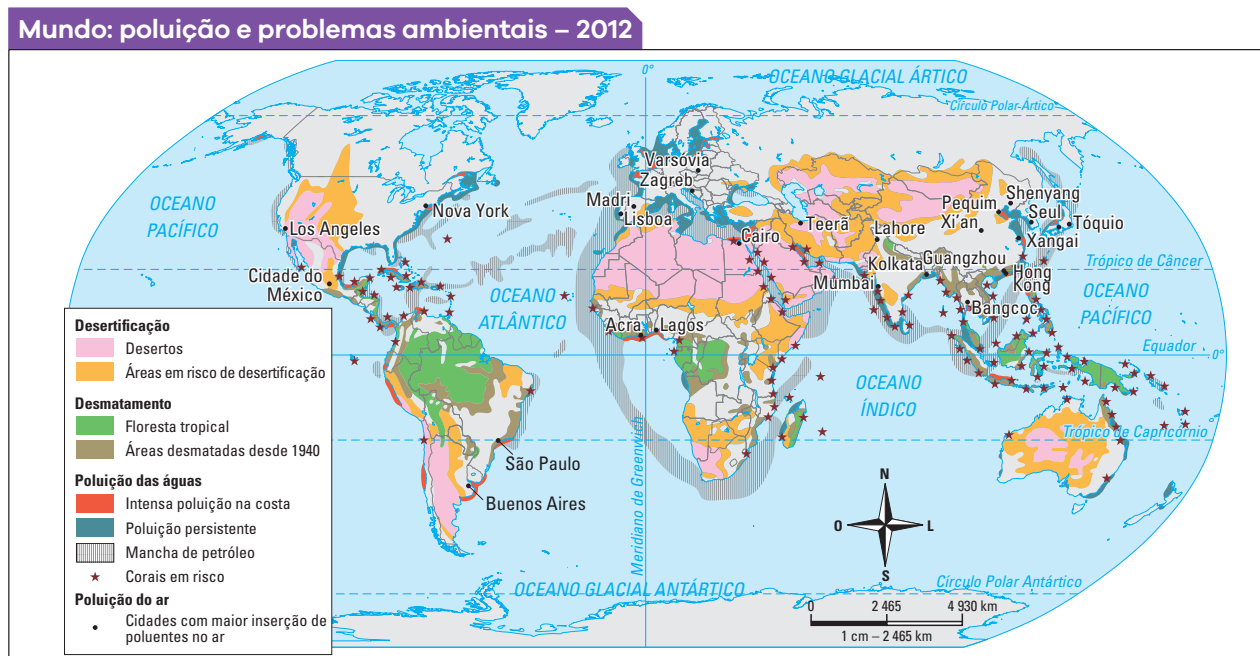 Mundo: poluição e problemas ambientais – 2012
0°
OCEANO GLACIAL ÁRTICO
Círculo Polar Ártico
OCEANO
PACÍFICO
Nova York
Los Angeles
Cidade do
México
Varsovia
Zagreb
Madri
Lisboa
Cairo
Teerã
Lahore
Kolkata
Mumbai
Pequim
Xi'an
Shenyang
Seul
Tóquio
Xangai
Guangzhou
Hong
Kong
Bangcoc
Trópico de Câncer
OCEANO
PACÍFICO
OCEANO
ATLÂNTICO
Acra
Lagos
Equador
0°
OCEANO
ÍNDICO
Trópico de Capricórnio
São Paulo
Buenos Aires
Meridiano de Greenwich
OCEANO GLACIAL ANTÁRTICO
Círculo Polar Antártico
N
O
L
S
0 2 465 4 930 km
1 cm – 2 465 km
Desertificação
Desertos
Áreas em risco de desertificação
Desmatamento
Floresta tropical
Áreas desmatadas desde 1940
Poluição das águas
Intensa poluição na costa
Poluição persistente
Mancha de petróleo
Corais em risco
Poluição do ar
Cidades com maior inserção de
poluentes no ar